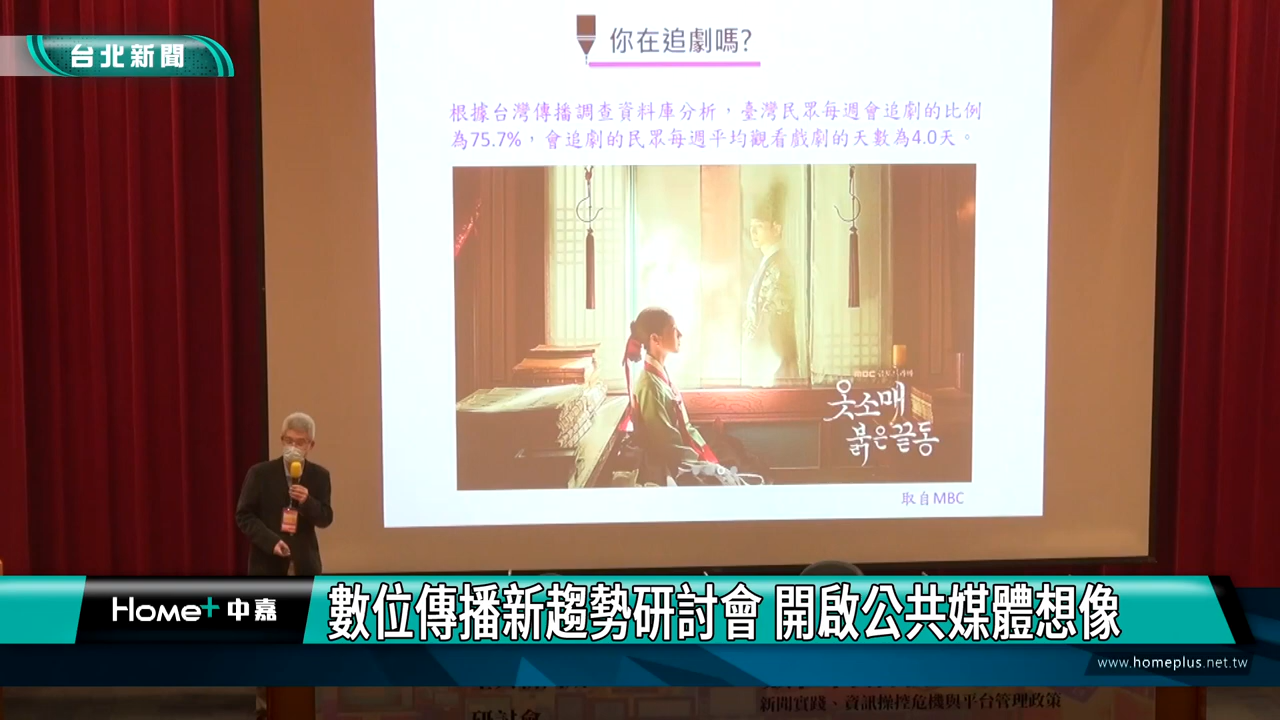 台北新聞
你在追劇嗎?
根據台灣傳播調查資料庫分析，臺灣民眾每週會追劇的比例
為75.7%，會追劇的民眾每週平均觀看戲劇的天數為4.0天。
옷소매
붉은끝동
取自MBC
Home+中嘉
數位傳播新趨勢研討會 開啟公共媒體想像
www.homeplus.net.tw
新聞實踐、資訊操控危機與平台管理政策
研討會